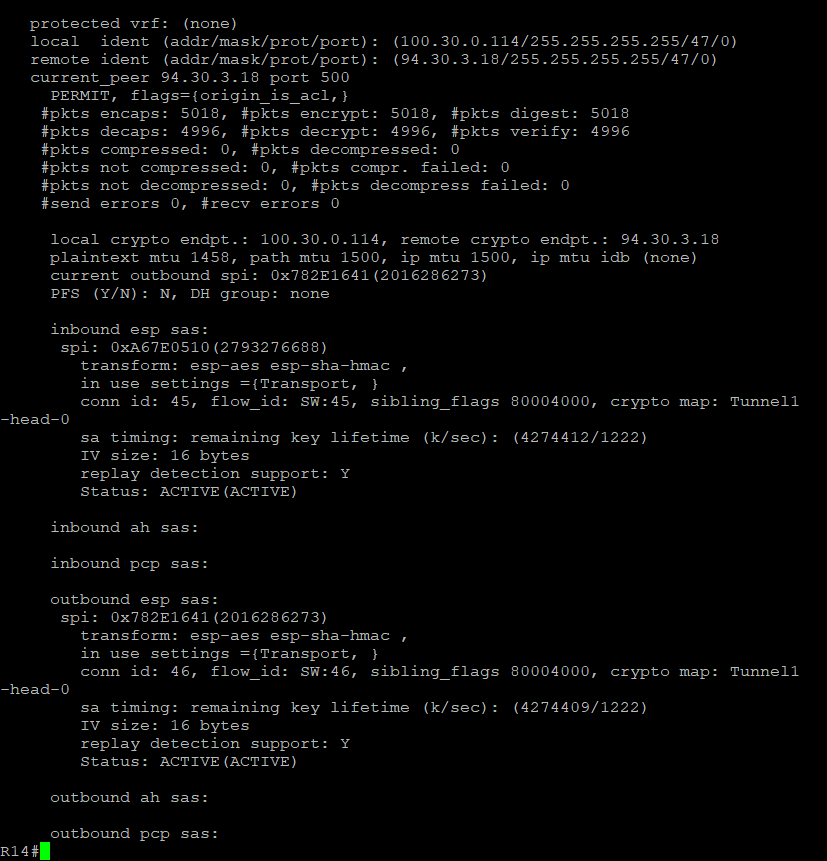 protected vrf: (none)
local  ident (addr/mask/prot/port): (100.30.0.114/255.255.255.255/47/0)
remote ident (addr/mask/prot/port): (94.30.3.18/255.255.255.255/47/0)
current_peer 94.30.3.18 port 500
PERMIT, flags={origin_is_acl,}
#pkts encaps: 5018, #pkts encrypt: 5018, #pkts digest: 5018
#pkts decaps: 4996, #pkts decrypt: 4996, #pkts verify: 4996
#pkts compressed: 0, #pkts decompressed: 0
#pkts not compressed: 0, #pkts compr. failed: 0
#pkts not decompressed: 0, #pkts decompress failed: 0
#send errors 0, #recv errors 0
local crypto endpt.: 100.30.0.114, remote crypto endpt.: 94.30.3.18
plaintext mtu 1458, path mtu 1500, ip mtu 1500, ip mtu idb (none)
current outbound spi: 0x782E1641(2016286273)
PFS (Y/N): N, DH group: none
inbound esp sas:
spi: 0xA67E0510(2793276688)
transform: esp-aes esp-sha-hmac ,
in use settings ={Transport, }
conn id: 45, flow_id: SW:45, sibling_flags 80004000, crypto map: Tunnel1
-head-0
sa timing: remaining key lifetime (k/sec): (4274412/1222)
IV size: 16 bytes
replay detection support: Y
Status: ACTIVE(ACTIVE)
inbound ah sas:
inbound pcp sas:
outbound esp sas:
spi: 0x782E1641(2016286273)
transform: esp-aes esp-sha-hmac ,
in use settings ={Transport, }
conn id: 46, flow_id: SW:46, sibling_flags 80004000, crypto map: Tunnel1
-head-0
sa timing: remaining key lifetime (k/sec): (4274409/1222)
IV size: 16 bytes
replay detection support: Y
Status: ACTIVE(ACTIVE)
outbound ah sas:
outbound pcp sas:
R14#